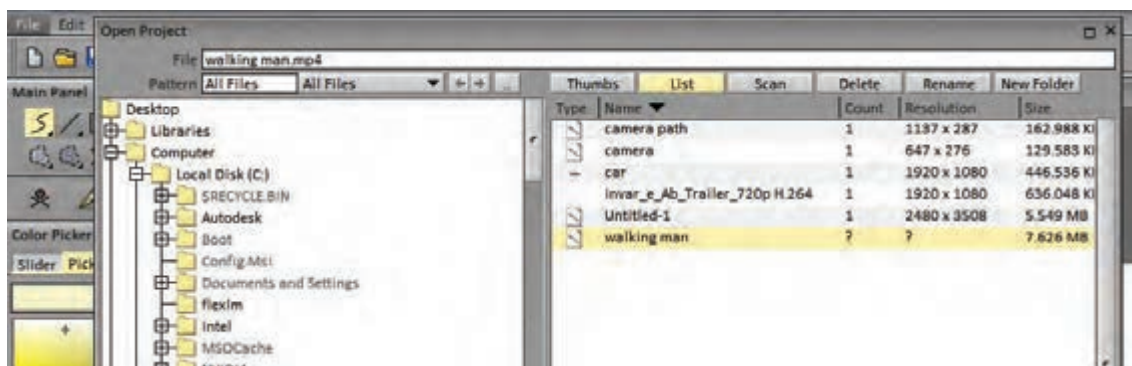 File Edit
Open Project
File walking man.mp4
Pattern All Files All Files
Thumbs List Scan Delete Rename New Folder
Main Panel
Type Name Count Resolution Size
Desktop
Libraries
Computer
Local Disk (C:)
$RECYCLE.BIN
Autodesk
Boot
Config.Msi
Documents and Settings
flexlm
Intel
MSOCache
camera path 1 1137 x 287 162.988 K
camera 1 647 x 276 129.583 K
car 1 1920 x 1080 446.536 K
Invar_e_Ab_Trailer_720p H.264 1 1920 x 1080 636.048 K
Untitled-1 1 2480 x 3508 5.549 MB
walking man ? ? 7.626 MB
Color Picker
Slider Pick